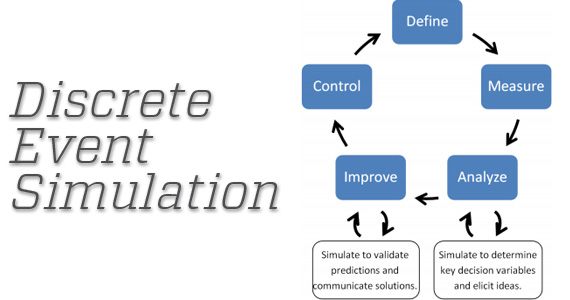 Discrete
Event
Simulation
Define
Control
Measure
Improve
Analyze
Simulate to validate
predictions and
communicate solutions.
Simulate to determine
key decision variables
and elicit ideas.